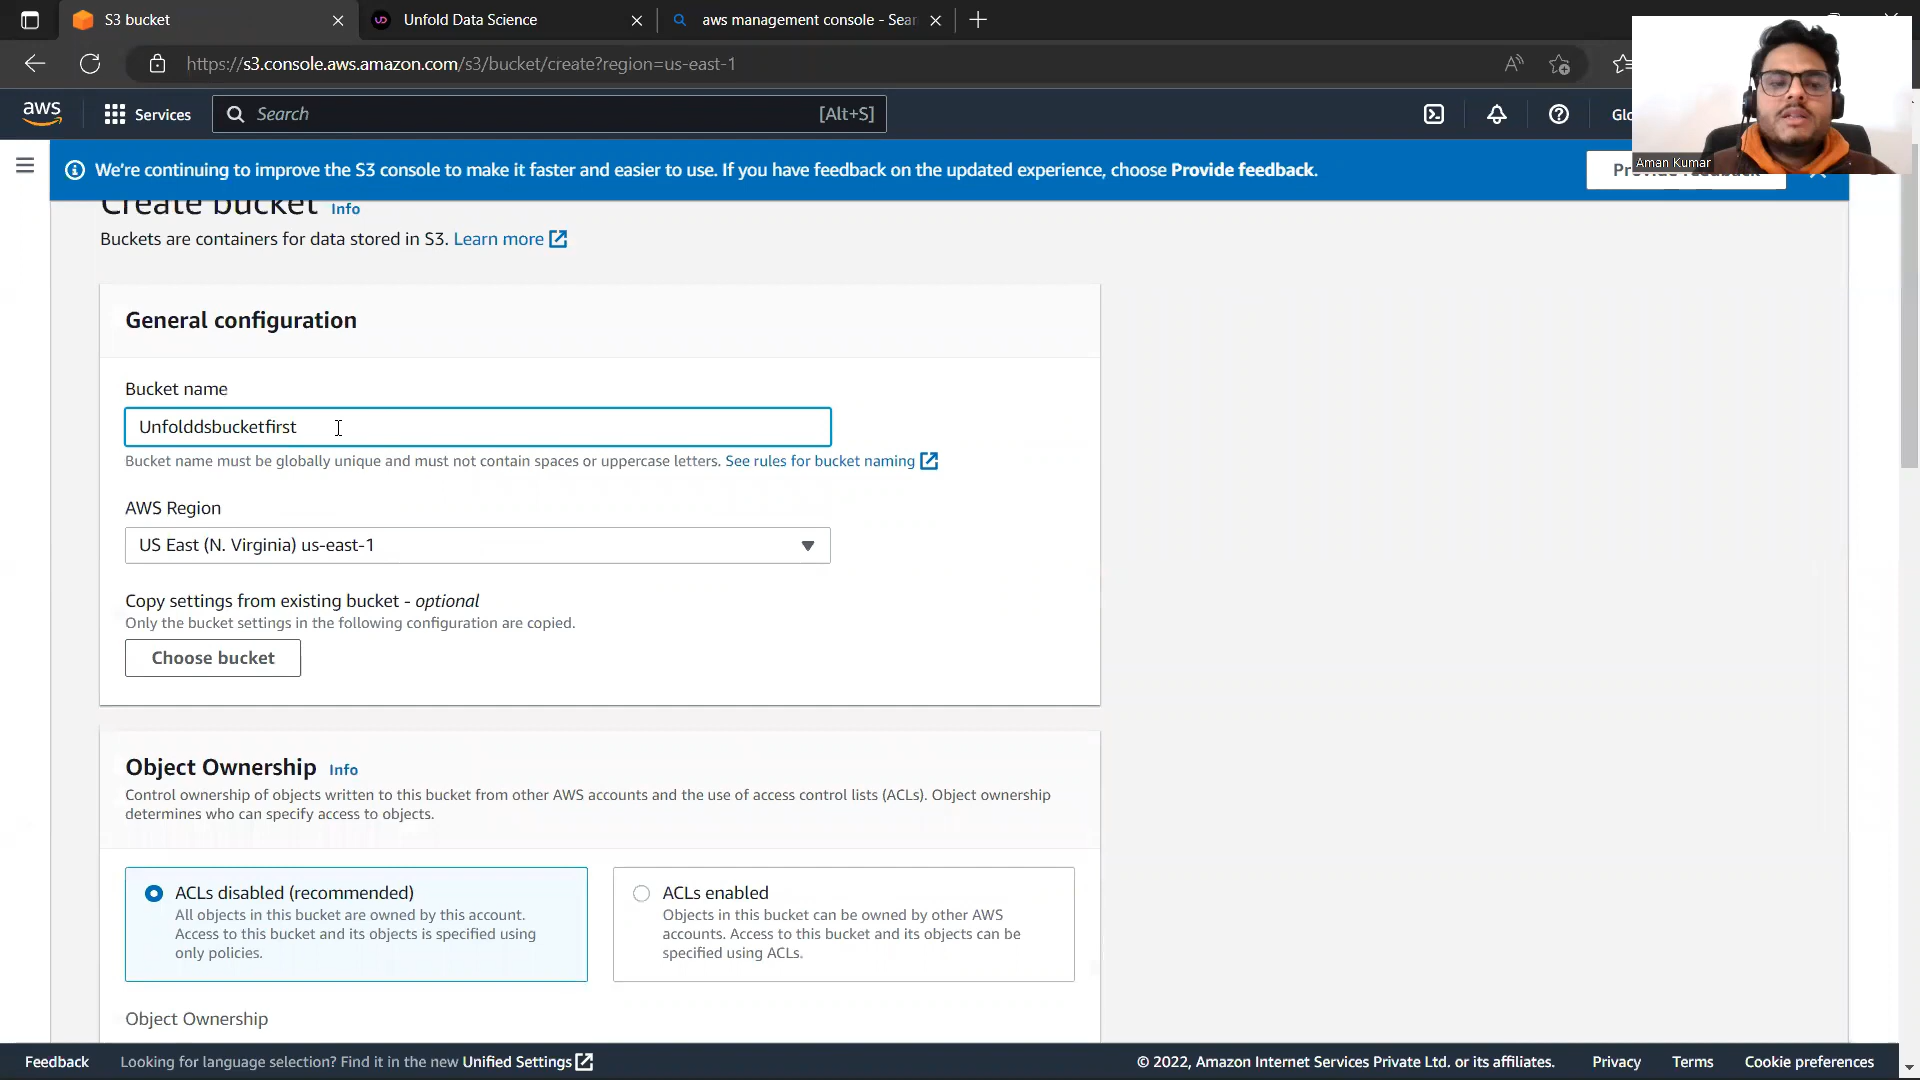 S3 bucket
Unfold Data Science
aws management console - Sear
https://s3.console.aws.amazon.com/s3/bucket/create?region=us-east-1
aws
Services
Search
[Alt+S]
Glo
We're continuing to improve the S3 console to make it faster and easier to use. If you have feedback on the updated experience, choose Provide feedback.
Aman Kumar
Create bucket Info
Buckets are containers for data stored in S3. Learn more
General configuration
Bucket name
Unfolddsbucketfirst
Bucket name must be globally unique and must not contain spaces or uppercase letters. See rules for bucket naming
AWS Region
US East (N. Virginia) us-east-1
Copy settings from existing bucket - optional
Only the bucket settings in the following configuration are copied.
Choose bucket
Object Ownership Info
Control ownership of objects written to this bucket from other AWS accounts and the use of access control lists (ACLs). Object ownership
determines who can specify access to objects.
ACLs disabled (recommended)
All objects in this bucket are owned by this account.
Access to this bucket and its objects is specified using
only policies.
ACLs enabled
Objects in this bucket can be owned by other AWS
accounts. Access to this bucket and its objects can be
specified using ACLs.
Object Ownership
Feedback
Looking for language selection? Find it in the new Unified Settings
© 2022, Amazon Internet Services Private Ltd. or its affiliates.
Privacy
Terms
Cookie preferences